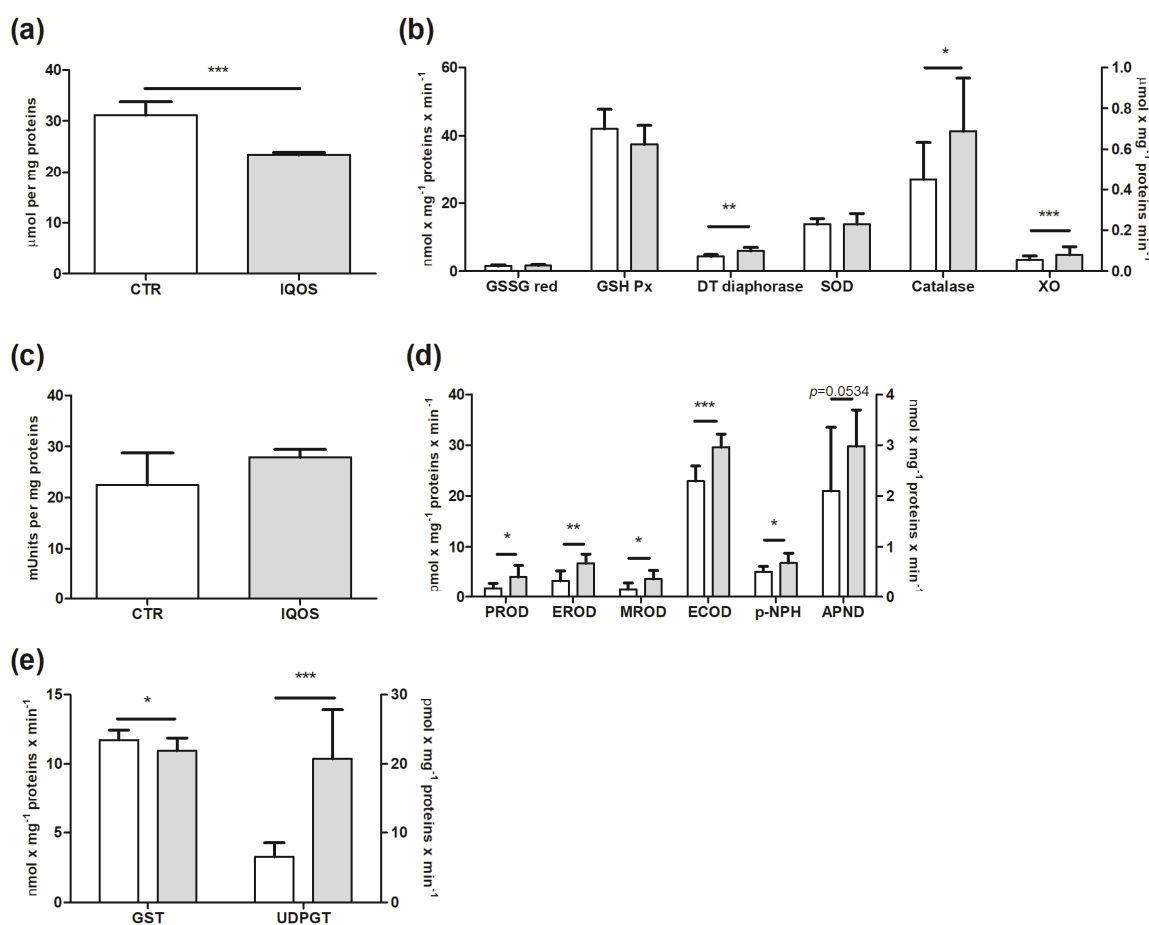 (a)
***
40
30
20
10
0
μmol per mg proteins
CTR IQOS
(b)
*
**
***
60
40
20
0
nmol x mg-1 proteins x min-1
1.0
0.8
0.6
0.4
0.2
0.0
μmol x mg-1 proteins min-1
GSSG red GSH Px DT diaphorase SOD Catalase XO
(c)
40
30
20
10
0
mUnits per mg proteins
CTR IQOS
(d)
p=0.0534
***
*
**
*
*
40
30
20
10
0
pmol x mg-1 proteins x min-1
4
3
2
1
0
nmol x mg-1 proteins x min-1
PROD EROD MROD ECOD p-NPH APND
(e)
*
***
15
10
5
0
nmol x mg-1 proteins x min-1
30
20
10
0
pmol x mg-1 proteins x min-1
GST UDPGT